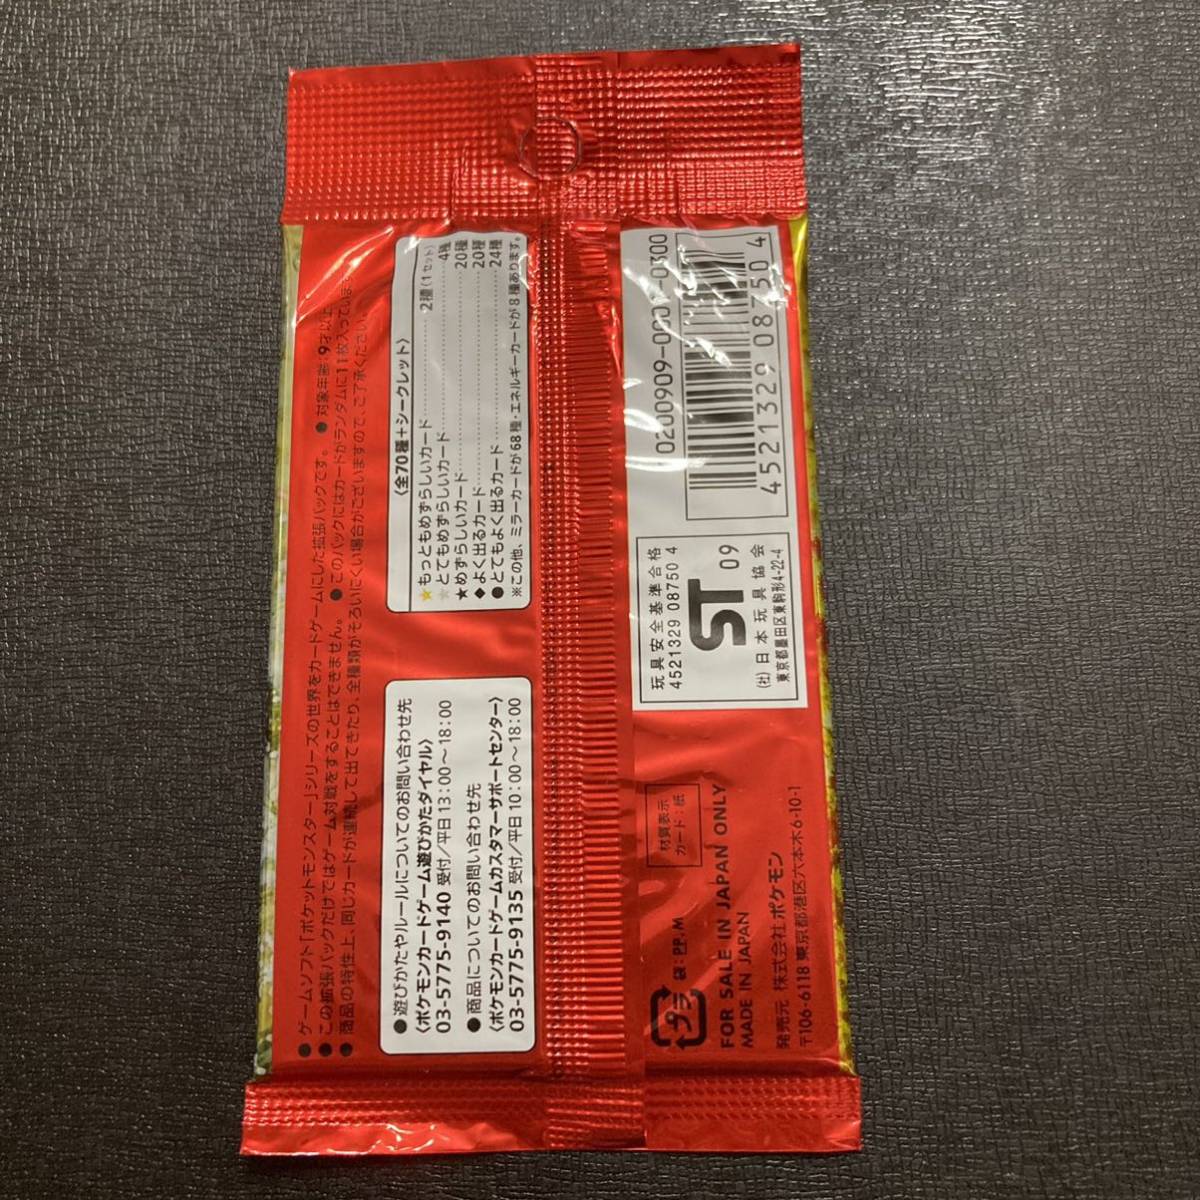 ●ゲームソフト「ポケットモンスター」シリーズの世界をカードゲームにした拡張パックです。 ●対象年齢:9才以上
●この拡張パックだけではゲーム対戦をすることはできません。 ●このパックにはカードがランダムに11枚入っています
●商品の特性上、同じカードが連続して出てきたり、全種類がそろいにくい場合がございますので、ご了承ください。
●遊びかたやルールについてのお問い合わせ先
〈ポケモンカードゲーム遊びかたダイヤル〉
03-5775-9140 受付/平日13:00~18:00
●商品についてのお問い合わせ先
〈ポケモンカードゲームカスタマーサポートセンター〉
03-5775-9135 受付/平日10:00~18:00
〈全70種+シークレット〉
★もっともめずらしいカード 2種(1セット)
★とてもめずらしいカード 4種
★めずらしいカード 20種
◆よく出るカード 20種
●とてもよく出るカード 24種
※この他、ミラーカードが68種・エネルギーカードが8種あります。
プラ
袋:PP,M
材質表示
カード:紙
FOR SALE IN JAPAN ONLY
MADE IN JAPAN
発売元 株式会社ポケモン
〒106-6118 東京都港区六本木6-10-1
玩具安全基準合格
4521329 08750 4
ST 09
(社)日本玩具協会
東京都墨田区東駒形4-22-4
0200909-0001-0300
4 521329 087504